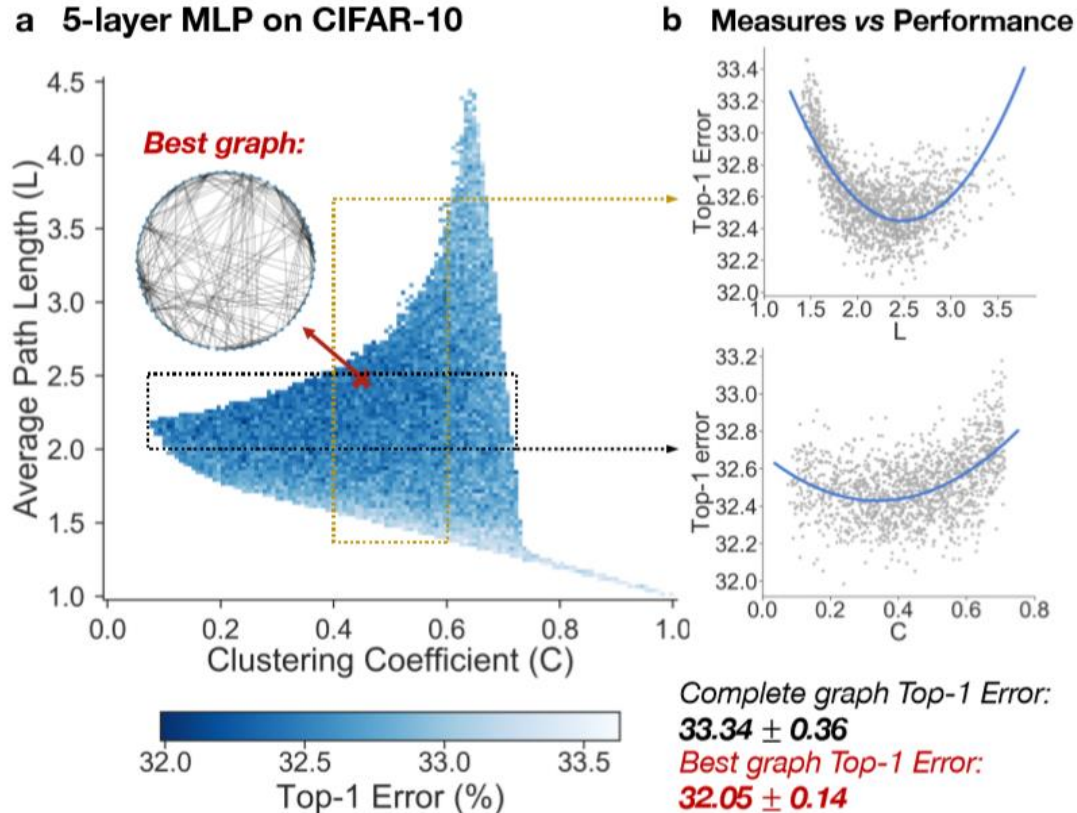 a 5-layer MLP on CIFAR-10
Best graph:
Average Path Length (L)
4.5
4.0
3.5
3.0
2.5
2.0
1.5
1.0
0.0 0.2 0.4 0.6 0.8 1.0
Clustering Coefficient (C)
32.0 32.5 33.0 33.5
Top-1 Error (%)
b Measures vs Performance
Top-1 Error
33.4
33.2
33.0
32.8
32.6
32.4
32.2
32.0
1.0 1.5 2.0 2.5 3.0 3.5
L
Top-1 error
33.2
33.0
32.8
32.6
32.4
32.2
32.0
0.0 0.2 0.4 0.6 0.8
C
Complete graph Top-1 Error:
33.34 ± 0.36
Best graph Top-1 Error:
32.05 ± 0.14